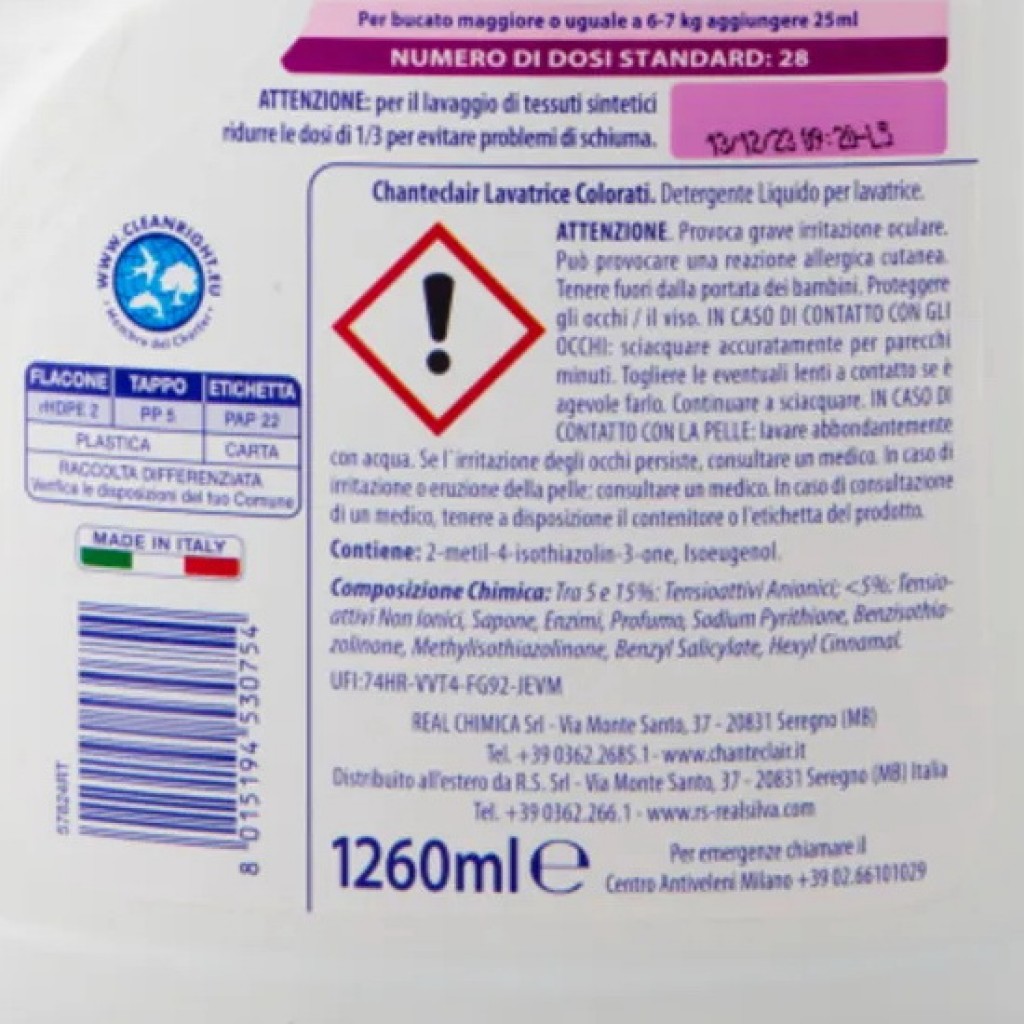 Per bucato maggiore o uguale a 6-7 kg aggiungere 25ml
NUMERO DI DOSI STANDARD: 28
ATTENZIONE: per il lavaggio di tessuti sintetici
ridurre le dosi di 1/3 per evitare problemi di schiuma.
13/12/23 09:20-L5
Chanteclair Lavatrice Colorati. Detergente Liquido per lavatrice.
ATTENZIONE. Provoca grave irritazione oculare.
Può provocare una reazione allergica cutanea.
Tenere fuori dalla portata dei bambini. Proteggere
gli occhi / il viso. IN CASO DI CONTATTO CON GLI
OCCHI: sciacquare accuratamente per parecchi
minuti. Togliere le eventuali lenti a contatto se è
agevole farlo. Continuare a sciacquare. IN CASO DI
CONTATTO CON LA PELLE: lavare abbondantemente
con acqua. Se l'irritazione degli occhi persiste, consultare un medico. In caso di
irritazione o eruzione della pelle: consultare un medico. In caso di consultazione
di un medico, tenere a disposizione il contenitore o l'etichetta del prodotto.
Contiene: 2-metil-4-isothiazolin-3-one, Isoeugenol.
Composizione Chimica: Tra 5 e 15%: Tensioattivi Anionici; <5%: Tensio-
attivi Non Ionici, Sapone, Enzimi, Profumo, Sodium Pyrithione, Benzisothia-
zolinone, Methylisothiazolinone, Benzyl Salicylate, Hexyl Cinnamal.
UFI:74HR-VVT4-FG92-JEVM
REAL CHIMICA Srl - Via Monte Santo, 37 - 20831 Seregno (MB)
Tel. +39 0362.2685.1 - www.chanteclair.it
Distribuito all'estero da R.S. Srl - Via Monte Santo, 37 - 20831 Seregno (MB) Italia
Tel. +39 0362.266.1 - www.rs-realsilva.com
1260ml e
Per emergenze chiamare il
Centro Antiveleni Milano +39 02.66101029
WWW.CLEANRIGHT.EU
Membro del Charter
FLACONE TAPPO ETICHETTA
rHDPE 2 PP 5 PAP 22
PLASTICA CARTA
RACCOLTA DIFFERENZIATA
Verifica le disposizioni del tuo Comune
MADE IN ITALY
8 015194 530754
57824RT